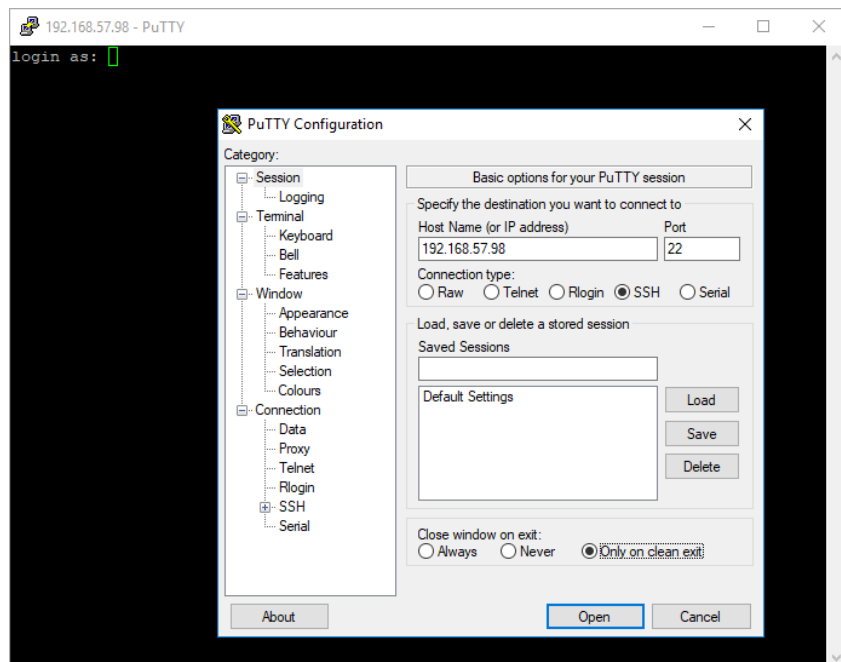 192.168.57.98 - PuTTY
login as:
PuTTY Configuration
Category:
Session
Logging
Terminal
Keyboard
Bell
Features
Window
Appearance
Behaviour
Translation
Selection
Colours
Connection
Data
Proxy
Telnet
Rlogin
SSH
Serial
Basic options for your PuTTY session
Specify the destination you want to connect to
Host Name (or IP address) Port
192.168.57.98 22
Connection type:
Raw Telnet Rlogin SSH Serial
Load, save or delete a stored session
Saved Sessions
Default Settings
Load
Save
Delete
Close window on exit:
Always Never Only on clean exit
About Open Cancel